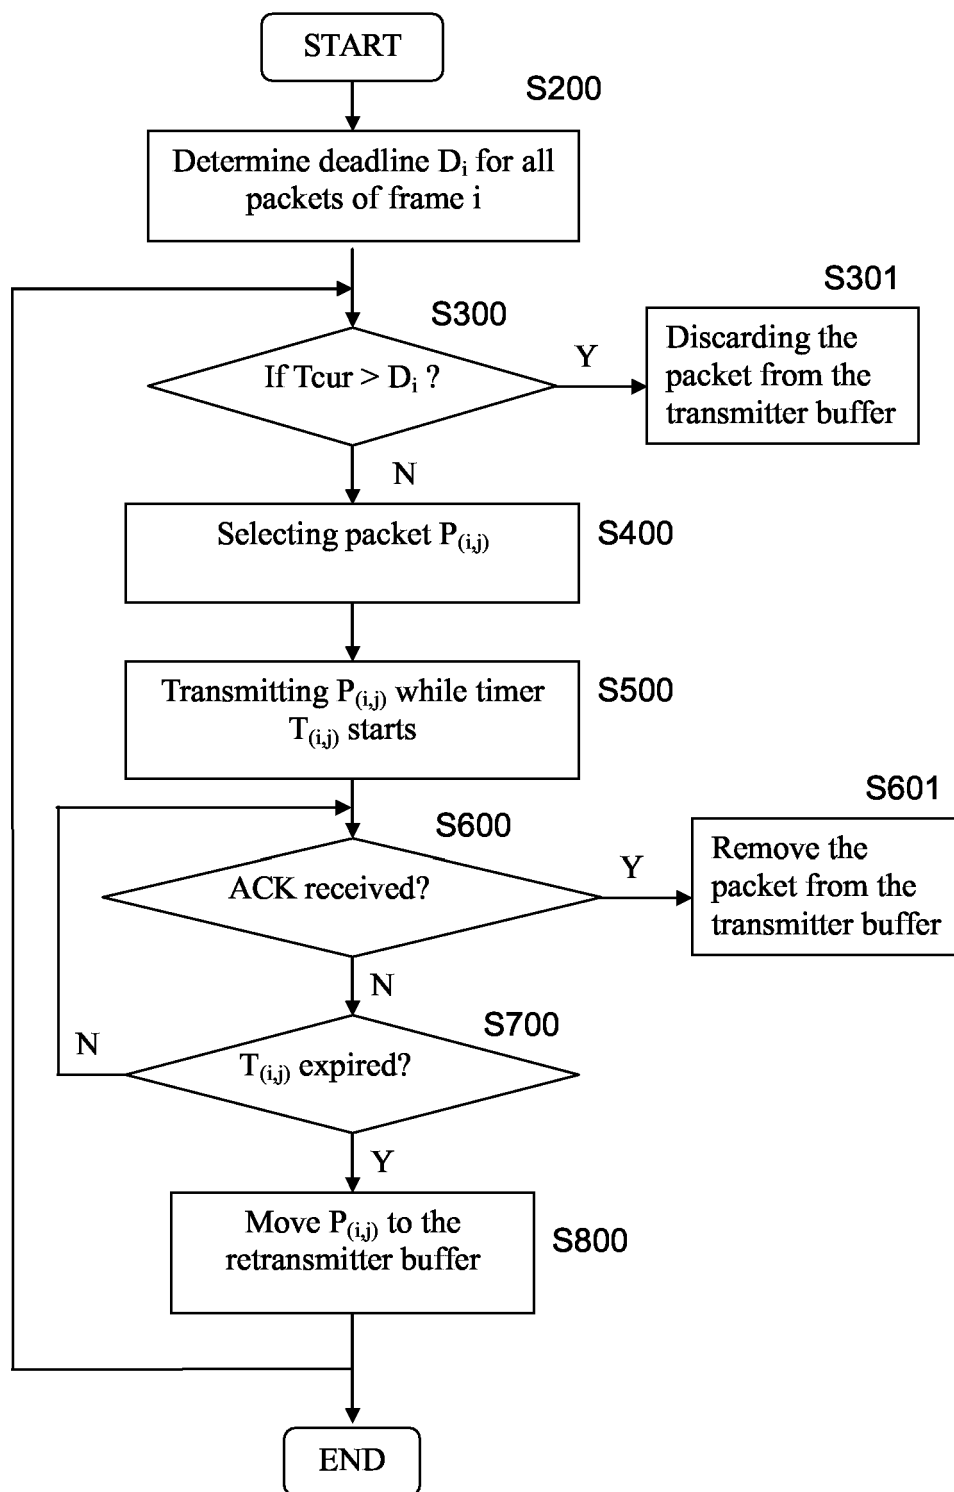 START
S200
Determine deadline Di for all
packets of frame i
S301
S300
If Tcur > Di ?
Y
Discarding the
packet from the
transmitter buffer
N
Selecting packet P(i,j)
S400
Transmitting P(i,j) while timer
T(i,j) starts
S500
S601
S600
ACK received?
Y
Remove the
packet from the
transmitter buffer
N
S700
N
T(i,j) expired?
Y
Move P(i,j) to the
retransmitter buffer
S800
END